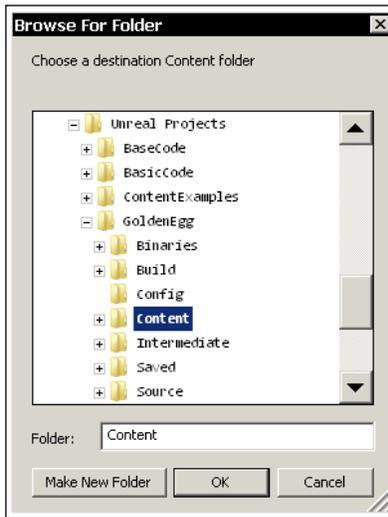 Browse For Folder
Choose a destination Content folder
Unreal Projects
BaseCode
BasicCode
ContentExamples
GoldenEgg
Binaries
Build
Config
Content
Intermediate
Saved
Source
Folder: Content
Make New Folder OK Cancel